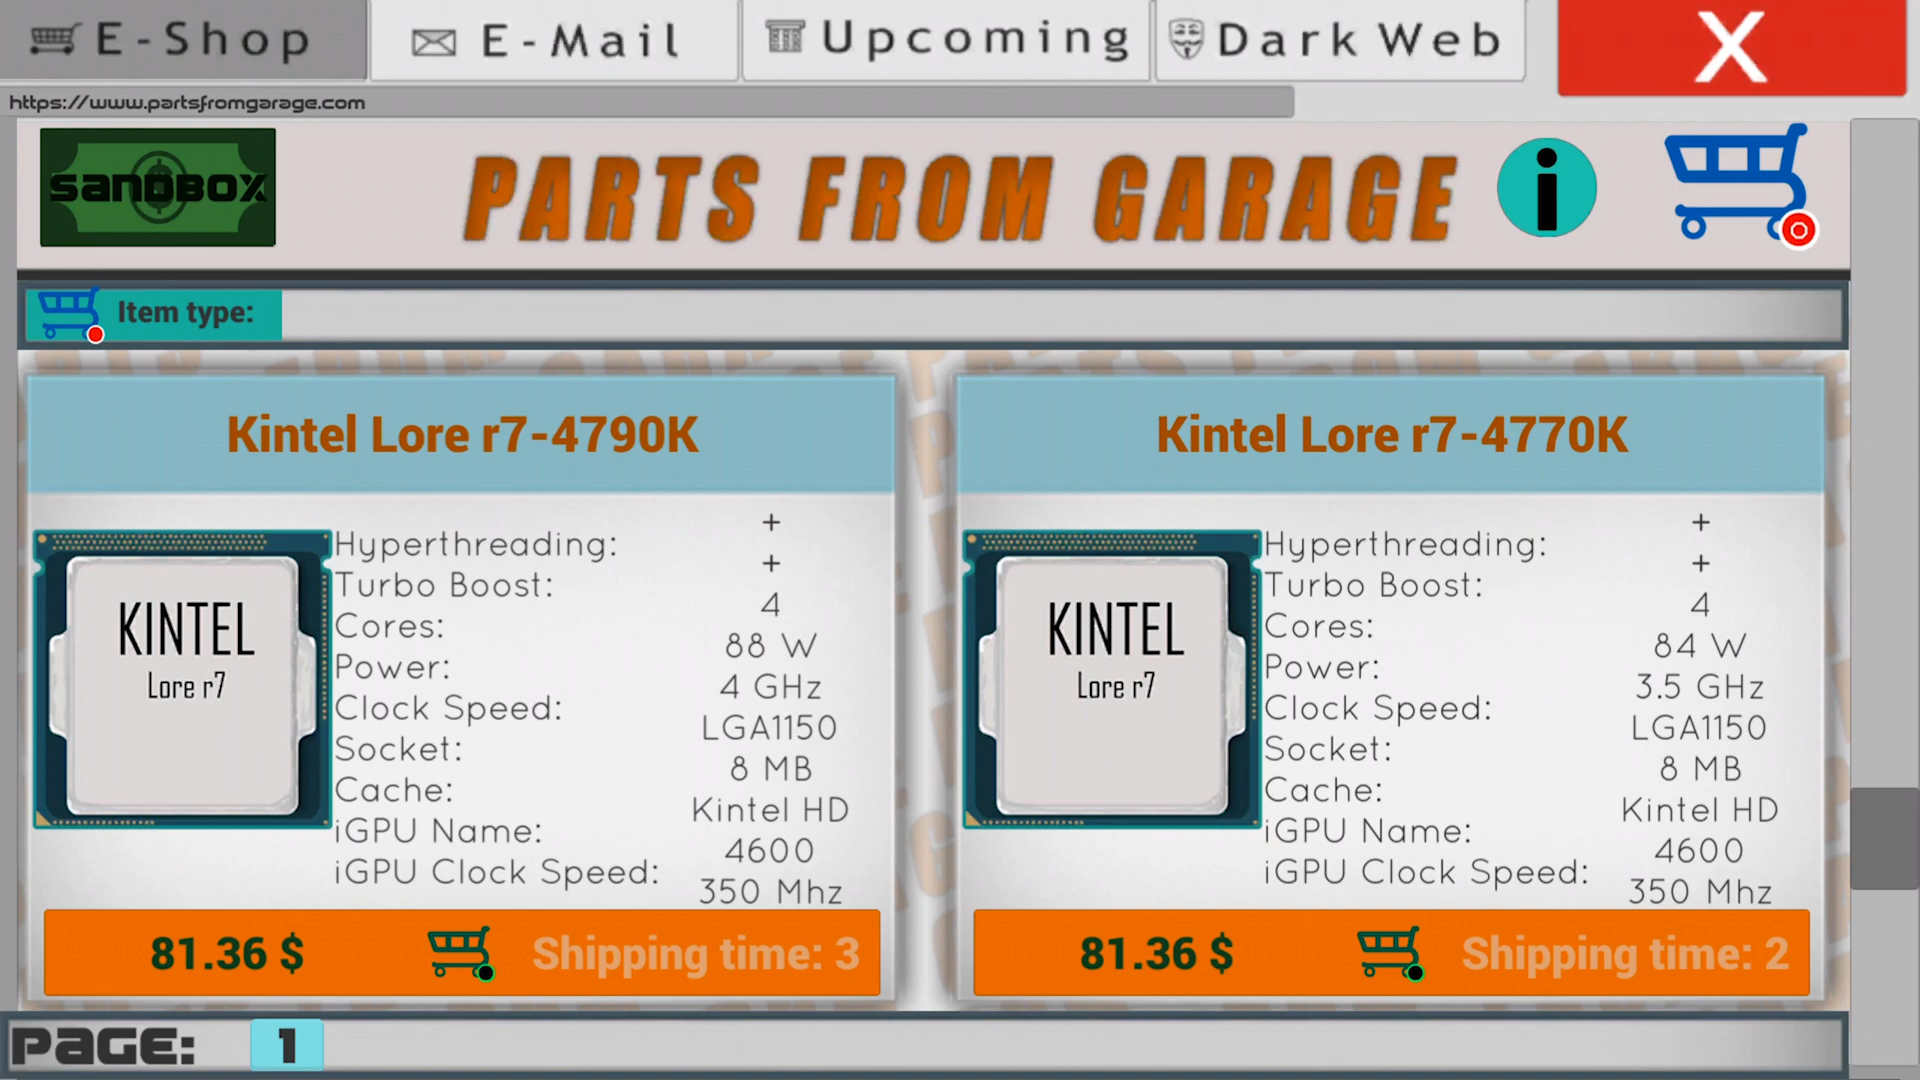 E-Shop
E-Mail
Upcoming
Dark Web
X
https://www.partsfromgarage.com
SANDBOX
PARTS FROM GARAGE
i
0
Item type:
Kintel Lore r7-4790K
KINTEL
Lore r7
Hyperthreading: +
Turbo Boost: +
Cores: 4
Power: 88 W
Clock Speed: 4 GHz
Socket: LGA1150
Cache: 8 MB
iGPU Name: Kintel HD
4600
iGPU Clock Speed: 350 Mhz
81.36 $
Shipping time: 3
Kintel Lore r7-4770K
KINTEL
Lore r7
Hyperthreading: +
Turbo Boost: +
Cores: 4
Power: 84 W
Clock Speed: 3.5 GHz
Socket: LGA1150
Cache: 8 MB
iGPU Name: Kintel HD
4600
iGPU Clock Speed: 350 Mhz
81.36 $
Shipping time: 2
PAGE: 1